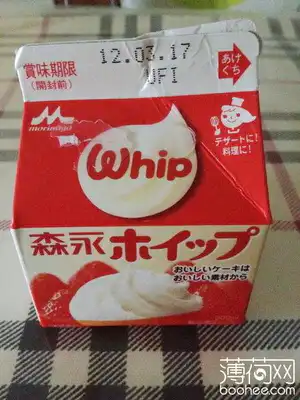 賞味期限
(開封前)
12.03.17
UFI
あけ
くち
morinaga
デザートに!
料理に!
Whip
森永ホイップ
おいしいケーキは
おいしい素材から
薄荷网
boohee.com